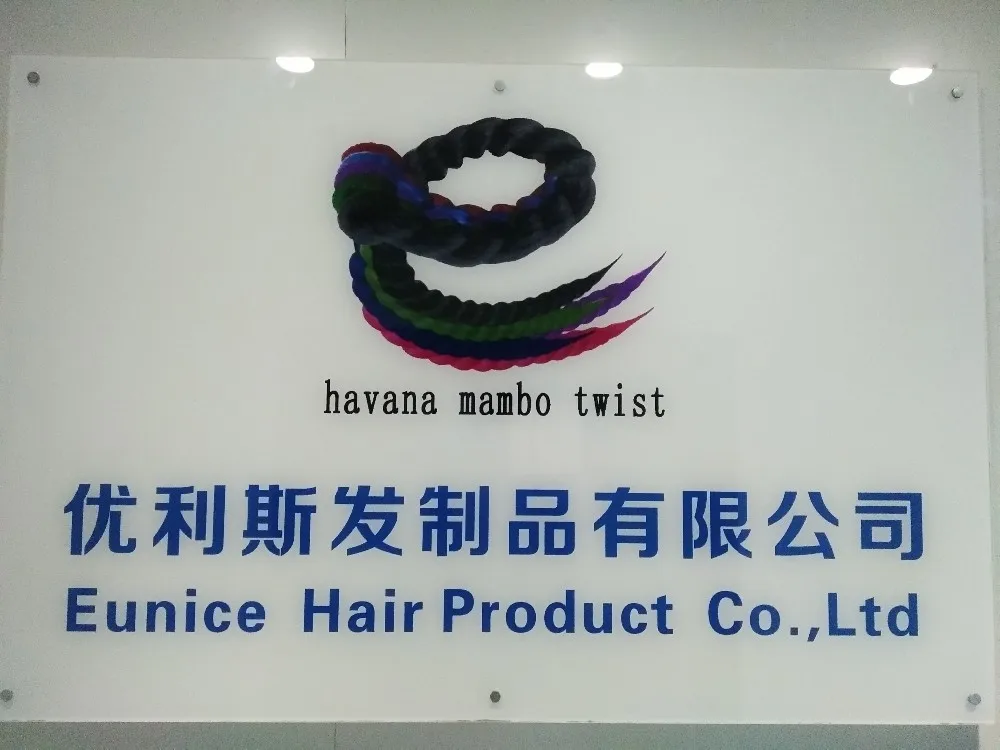 havana mambo twist
优利斯发制品有限公司
Eunice Hair Product Co.,Ltd